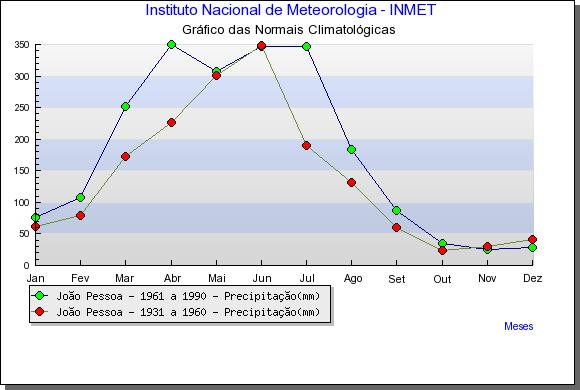 Instituto Nacional de Meteorologia - INMET
Gráfico das Normais Climatológicas
350
300
250
200
150
100
50
0
Jan Fev Mar Abr Mai Jun Jul Ago Set Out Nov Dez
João Pessoa - 1961 a 1990 - Precipitação(mm)
João Pessoa - 1931 a 1960 - Precipitação(mm)
Meses